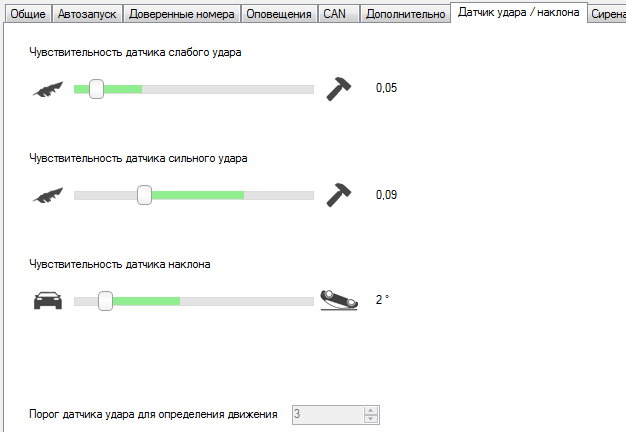 Общие Автозапуск Доверенные номера Оповещения CAN Дополнительно Датчик удара / наклона Сирена
Чувствительность датчика слабого удара
0,05
Чувствительность датчика сильного удара
0,09
Чувствительность датчика наклона
2 °
Порог датчика удара для определения движения 3